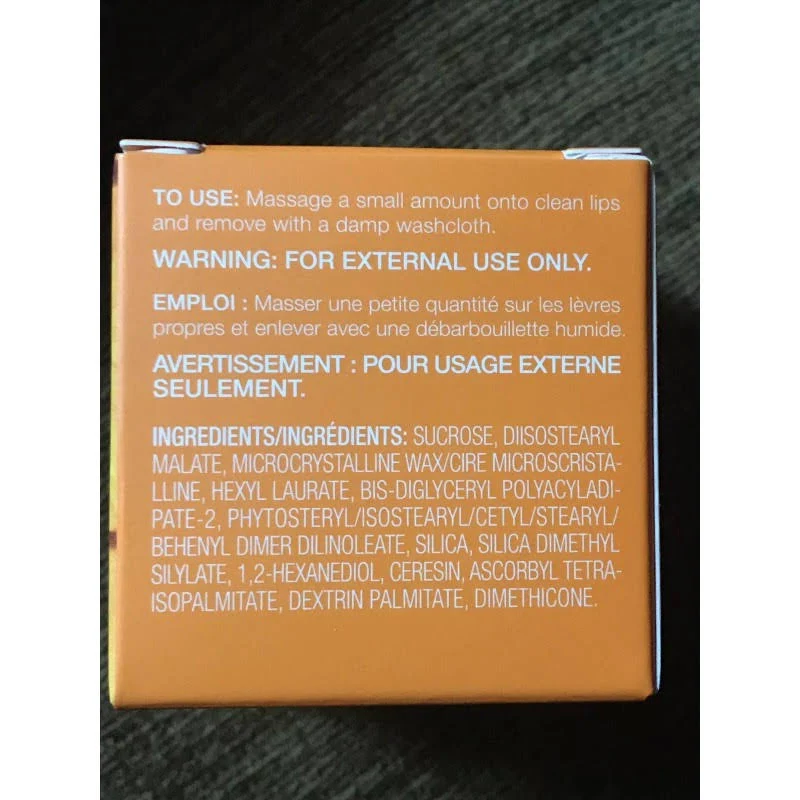 TO USE: Massage a small amount onto clean lips
and remove with a damp washcloth.
WARNING: FOR EXTERNAL USE ONLY.
EMPLOI : Masser une petite quantité sur les lèvres
propres et enlever avec une débarbouillette humide.
AVERTISSEMENT : POUR USAGE EXTERNE
SEULEMENT.
INGREDIENTS/INGRÉDIENTS: SUCROSE, DIISOSTEARYL
MALATE, MICROCRYSTALLINE WAX/CIRE MICROSCRISTA-
LLINE, HEXYL LAURATE, BIS-DIGLYCERYL POLYACYLADI-
PATE-2, PHYTOSTERYL/ISOSTEARYL/CETYL/STEARYL/
BEHENYL DIMER DILINOLEATE, SILICA, SILICA DIMETHYL
SILYLATE, 1,2-HEXANEDIOL, CERESIN, ASCORBYL TETRA-
ISOPALMITATE, DEXTRIN PALMITATE, DIMETHICONE.